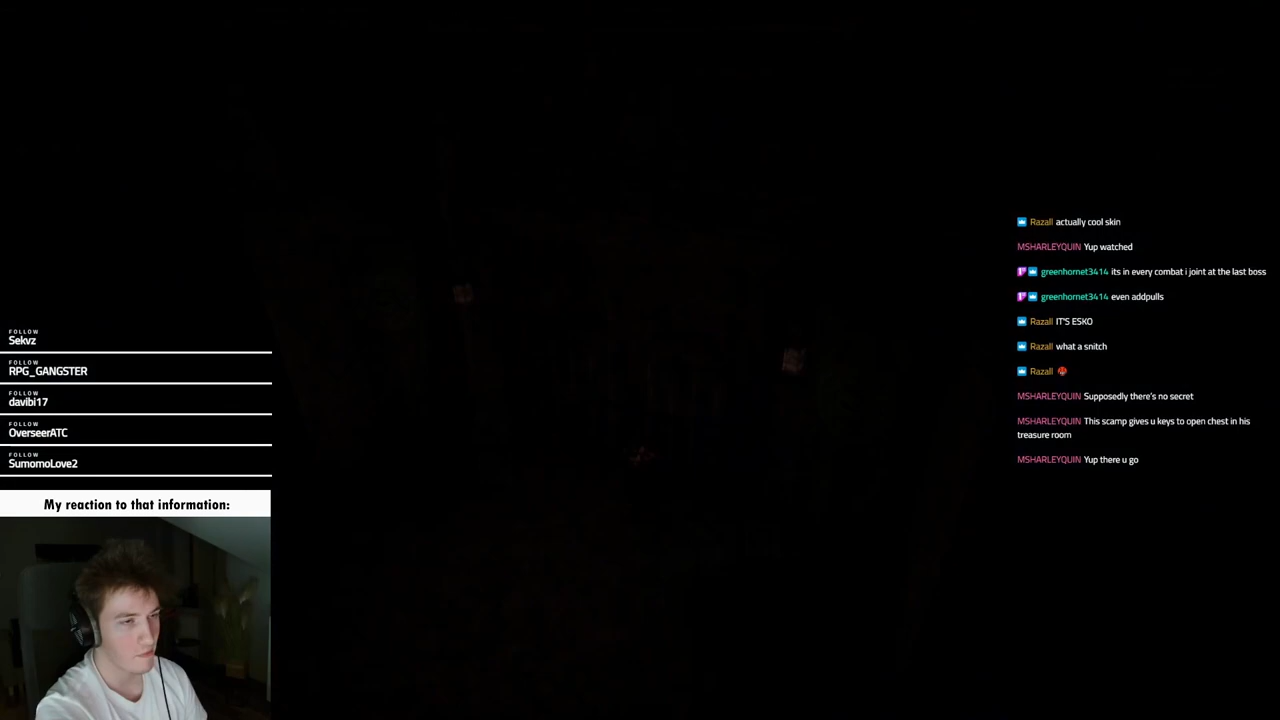 FOLLOW
Sekvz
FOLLOW
RPG_GANGSTER
FOLLOW
davibi17
FOLLOW
OverseerATC
FOLLOW
SumomoLove2
My reaction to that information:
Razall actually cool skin
MSHARLEYQUIN Yup watched
greenhornet3414 its in every combat i joint at the last boss
greenhornet3414 even addpulls
Razall IT'S ESKO
Razall what a snitch
Razall
MSHARLEYQUIN Supposedly there's no secret
MSHARLEYQUIN This scamp gives u keys to open chest in his
treasure room
MSHARLEYQUIN Yup there u go